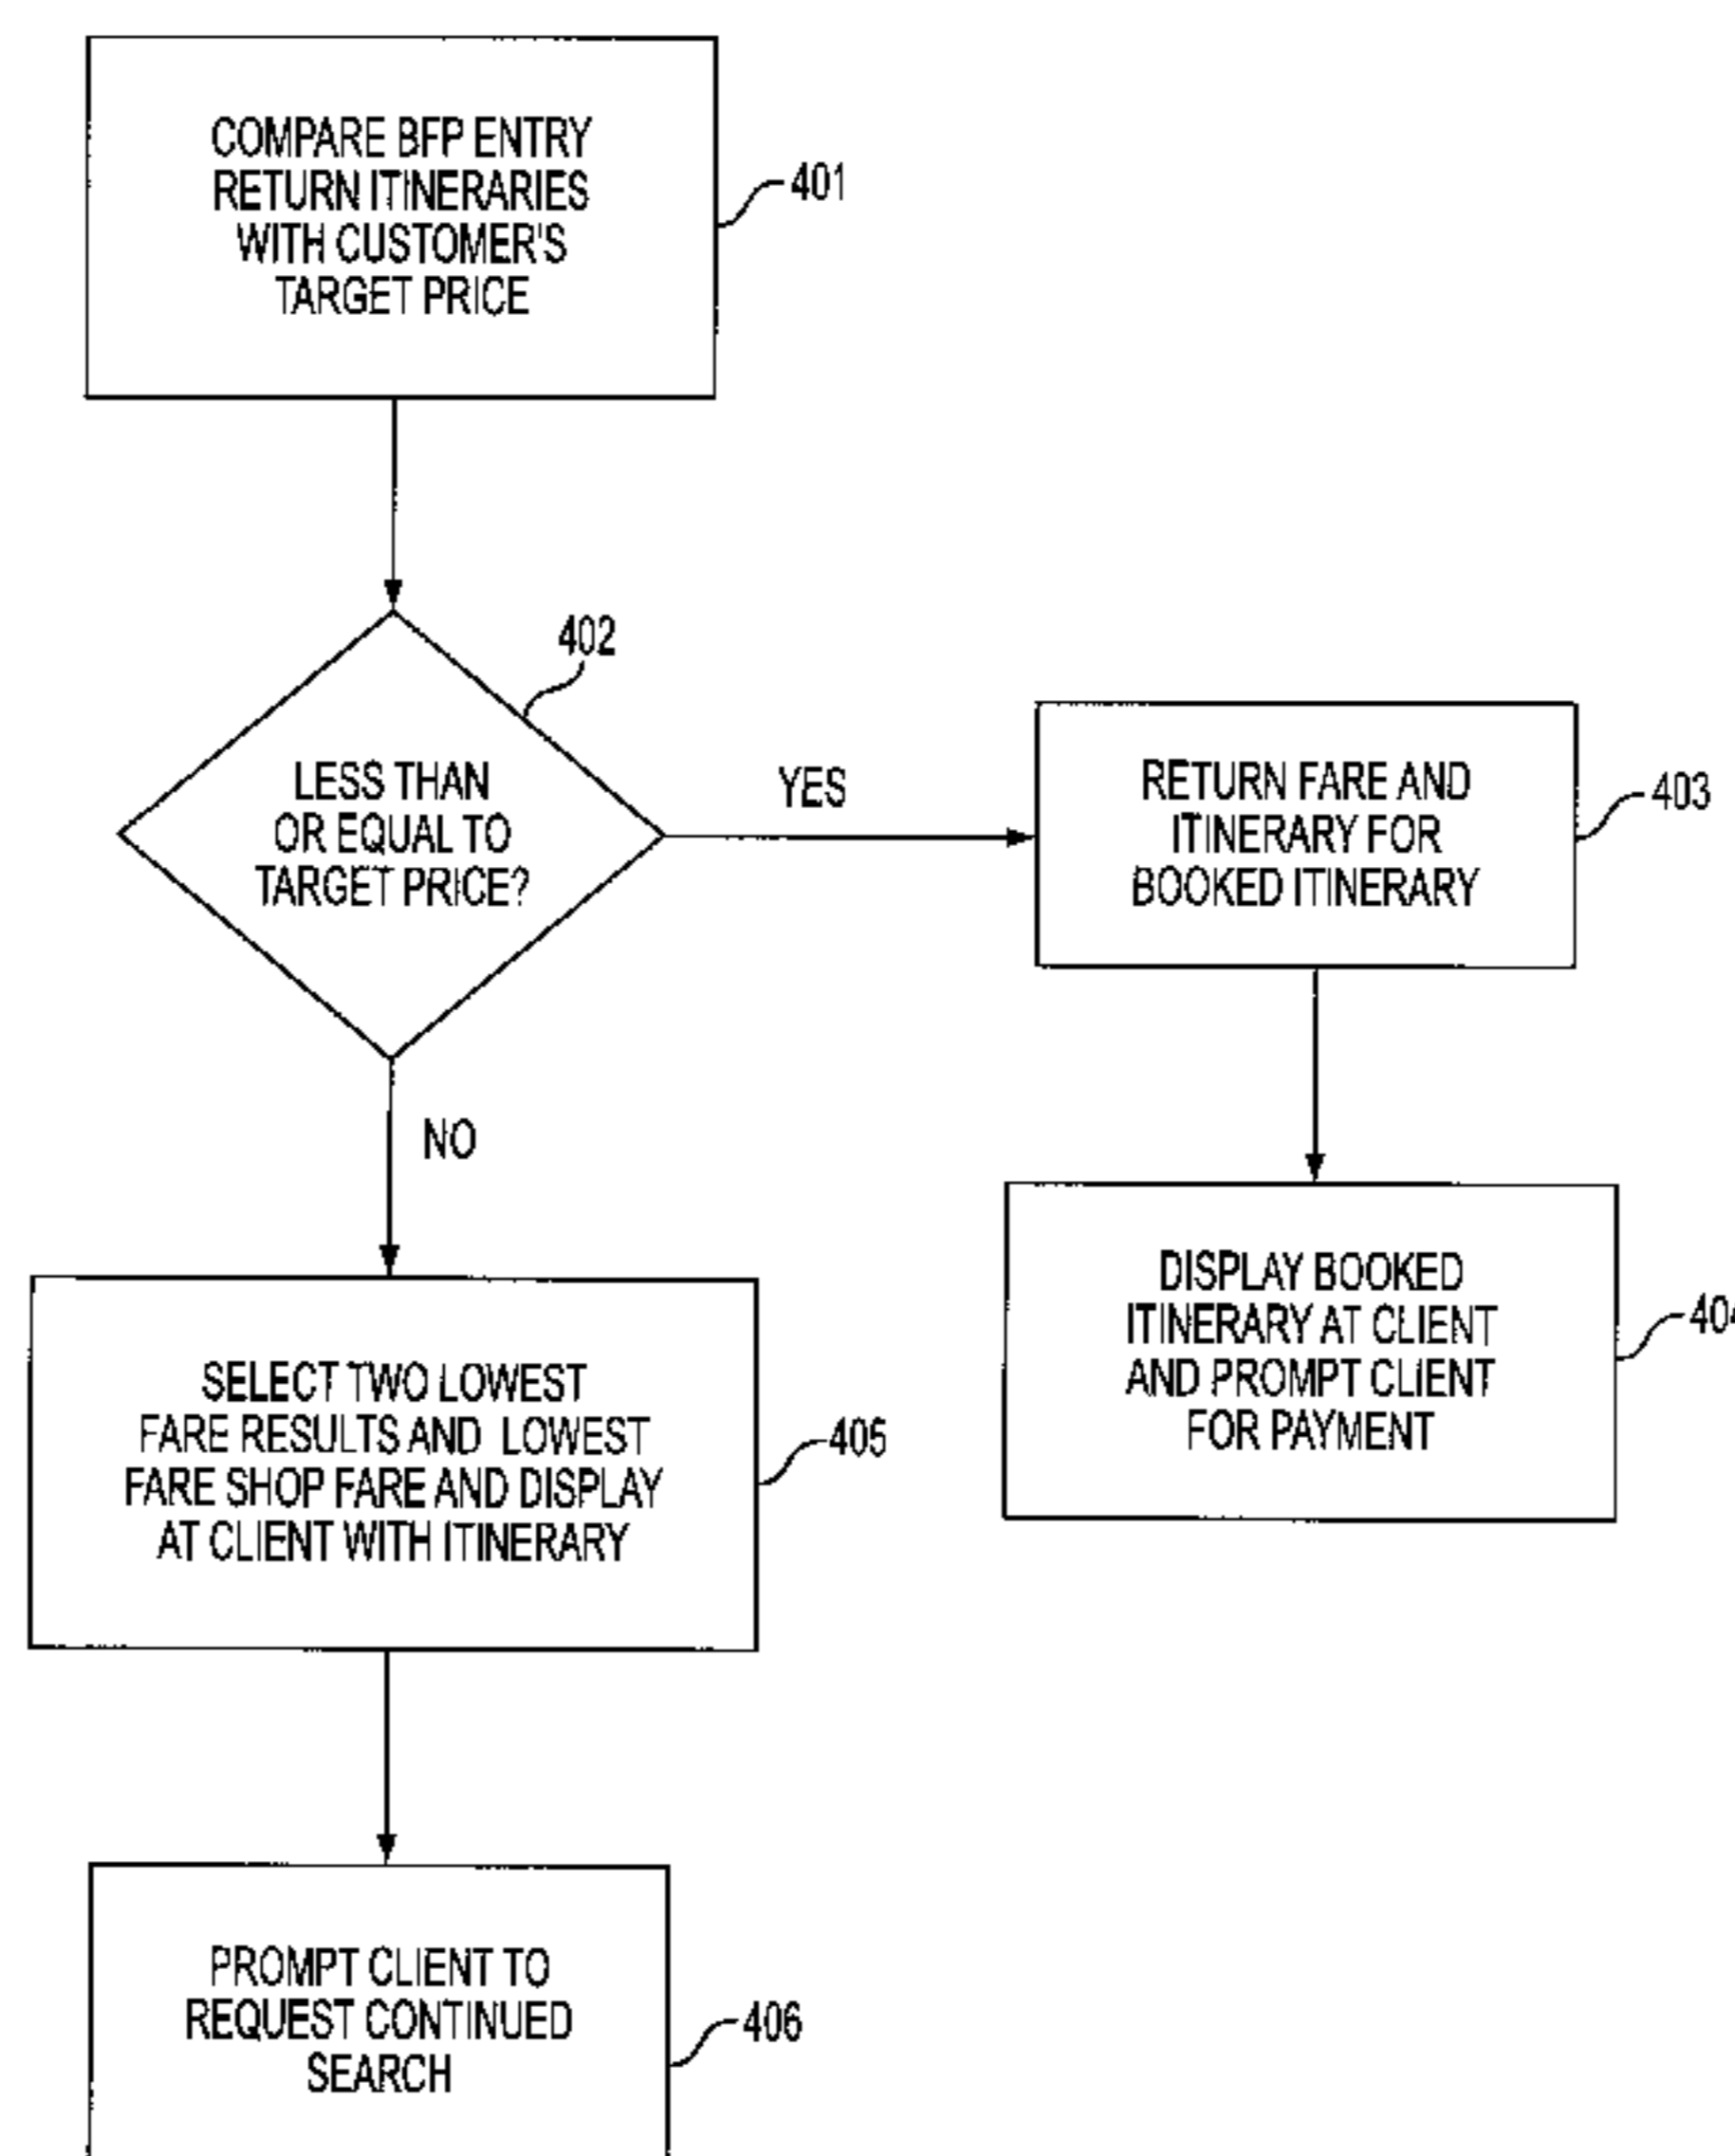 COMPARE BFP ENTRY
RETURN ITINERARIES
WITH CUSTOMER'S
TARGET PRICE
401
402
LESS THAN
OR EQUAL TO
TARGET PRICE?
YES
RETURN FARE AND
ITINERARY FOR
BOOKED ITINERARY
403
NO
DISPLAY BOOKED
ITINERARY AT CLIENT
AND PROMPT CLIENT
FOR PAYMENT
404
SELECT TWO LOWEST
FARE RESULTS AND LOWEST
FARE SHOP FARE AND DISPLAY
AT CLIENT WITH ITINERARY
405
PROMPT CLIENT TO
REQUEST CONTINUED
SEARCH
406